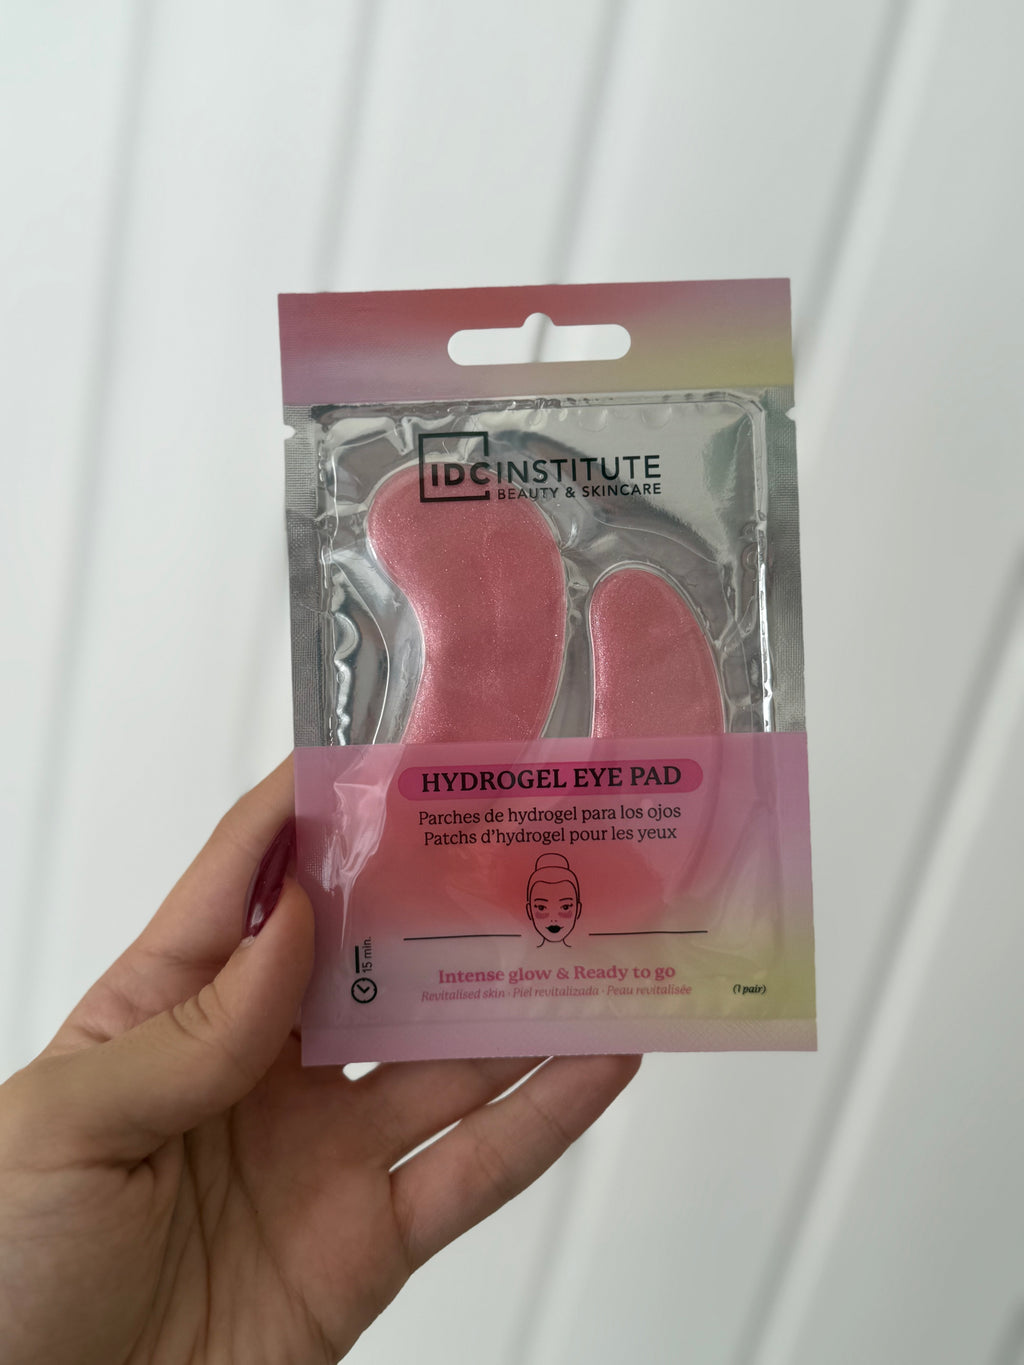 IDC INSTITUTE
BEAUTY & SKINCARE
HYDROGEL EYE PAD
Parches de hydrogel para los ojos
Patchs d'hydrogel pour les yeux
15 min.
Intense glow & Ready to go
Revitalised skin · Piel revitalizada · Peau revitalisée
(1 pair)